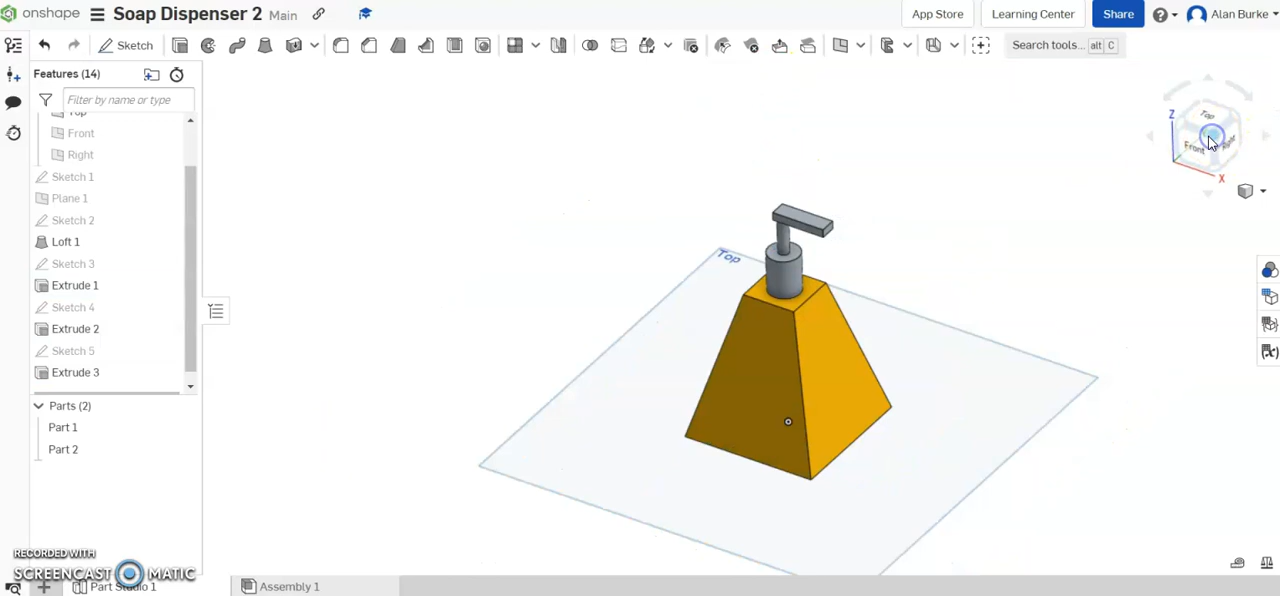 onshape Soap Dispenser 2 Main App Store Learning Center Share Alan Burke
Sketch Search tools... alt C
Features (14)
Filter by name or type
Top
Front
Right
Sketch 1
Plane 1
Sketch 2
Loft 1
Sketch 3
Extrude 1
Sketch 4
Extrude 2
Sketch 5
Extrude 3
Parts (2)
Part 1
Part 2
Top
Z
Top
Front Right
X
RECORDED WITH
SCREENCAST MATIC
Part Studio 1 Assembly 1